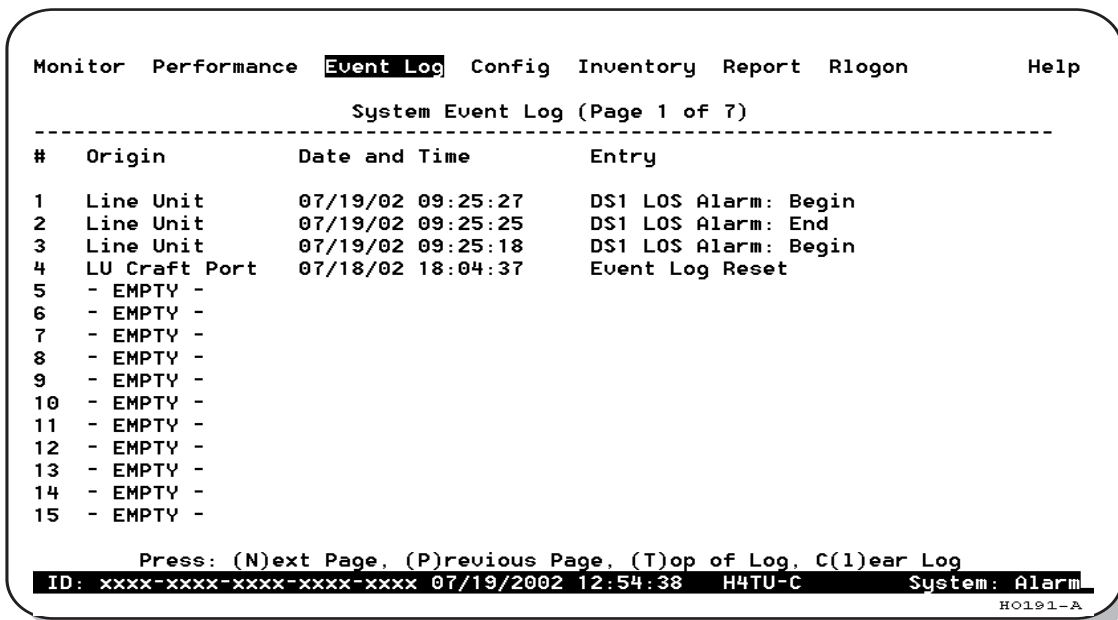 Monitor Performance Event Log Config Inventory Report Rlogon Help
System Event Log (Page 1 of 7)
--------------------------------------------------------------------------------
# Origin Date and Time Entry
1 Line Unit 07/19/02 09:25:27 DS1 LOS Alarm: Begin
2 Line Unit 07/19/02 09:25:25 DS1 LOS Alarm: End
3 Line Unit 07/19/02 09:25:18 DS1 LOS Alarm: Begin
4 LU Craft Port 07/18/02 18:04:37 Event Log Reset
5 - EMPTY -
6 - EMPTY -
7 - EMPTY -
8 - EMPTY -
9 - EMPTY -
10 - EMPTY -
11 - EMPTY -
12 - EMPTY -
13 - EMPTY -
14 - EMPTY -
15 - EMPTY -
Press: (N)ext Page, (P)revious Page, (T)op of Log, C(l)ear Log
ID: xxxx-xxxx-xxxx-xxxx-xxxx 07/19/2002 12:54:38 H4TU-C System: Alarm
HO191-A